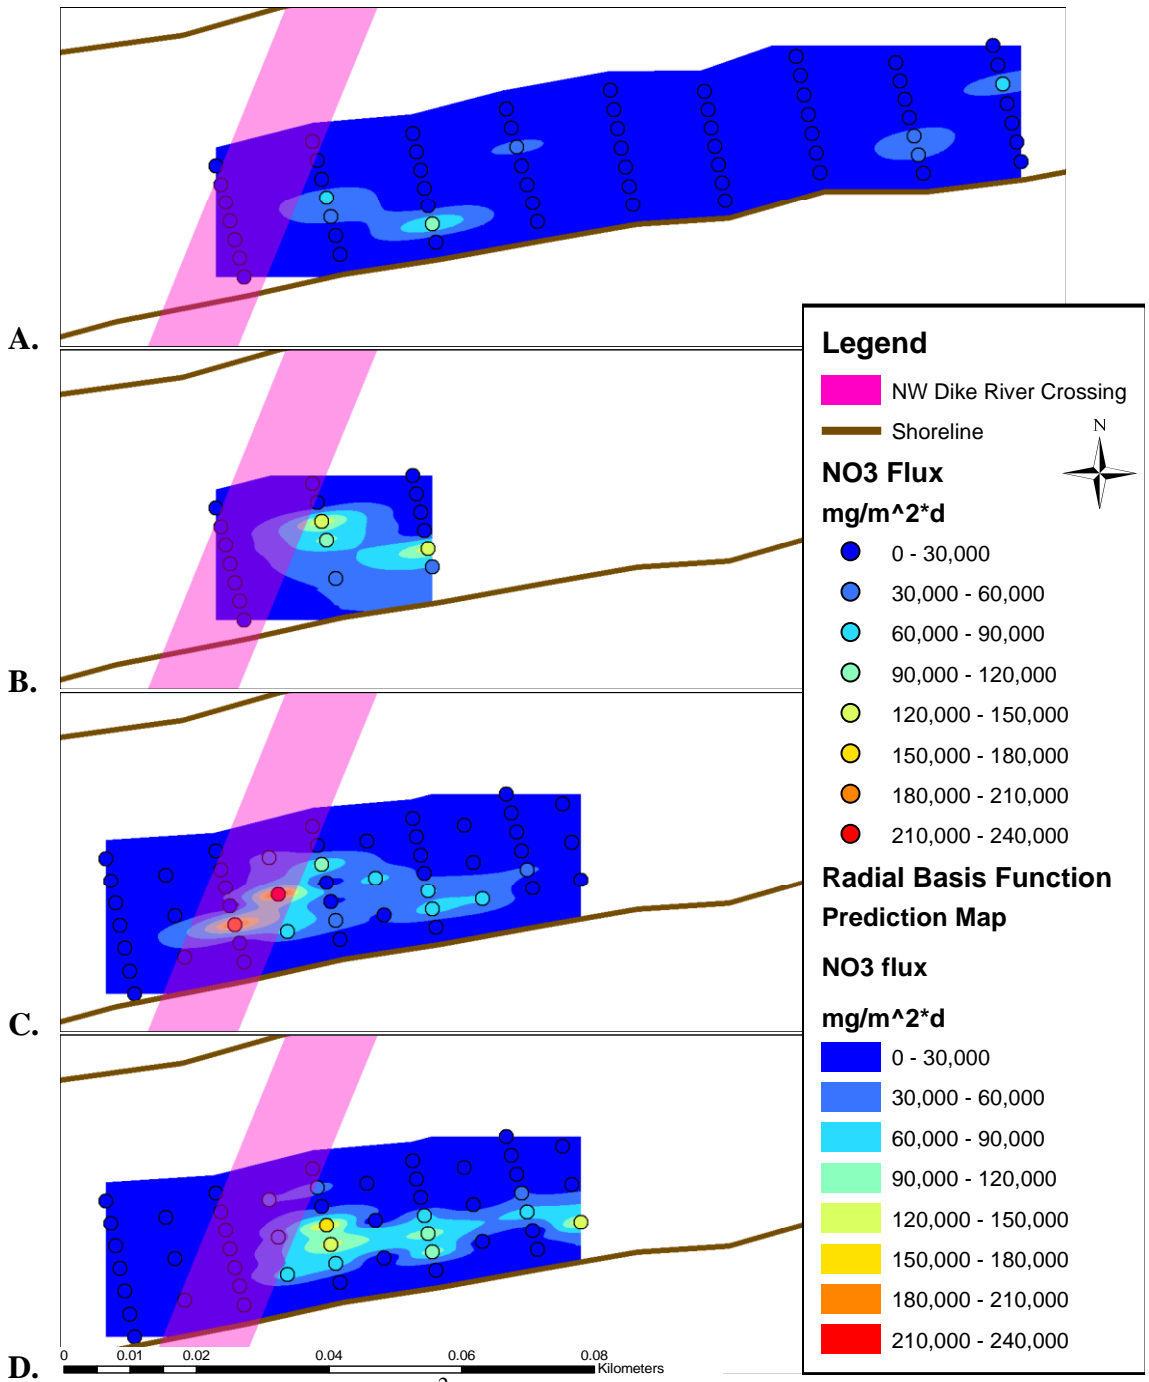 A.
Legend
NW Dike River Crossing
Shoreline
N
NO3 Flux
mg/m^2*d
0 - 30,000
30,000 - 60,000
60,000 - 90,000
90,000 - 120,000
120,000 - 150,000
150,000 - 180,000
180,000 - 210,000
210,000 - 240,000
Radial Basis Function
Prediction Map
NO3 flux
mg/m^2*d
0 - 30,000
30,000 - 60,000
60,000 - 90,000
90,000 - 120,000
120,000 - 150,000
150,000 - 180,000
180,000 - 210,000
210,000 - 240,000
B.
C.
D.
0 0.01 0.02 0.04 0.06 0.08
Kilometers